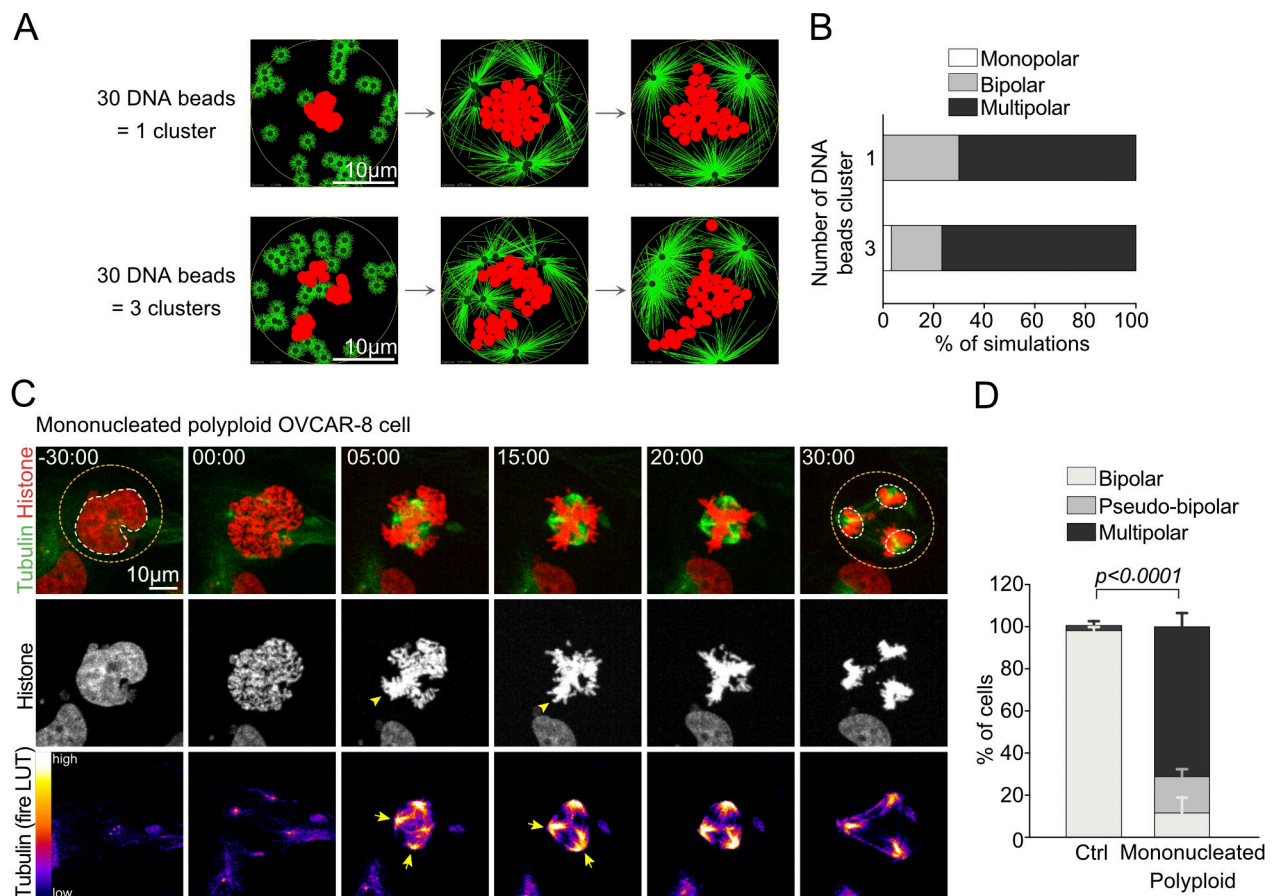 A
30 DNA beads
= 1 cluster
10µm
30 DNA beads
= 3 clusters
10µm
B
Monopolar
Bipolar
Multipolar
Number of DNA
beads cluster
1
3
0 20 40 60 80 100
% of simulations
C
Mononucleated polyploid OVCAR-8 cell
Tubulin Histone
-30:00 00:00 05:00 15:00 20:00 30:00
10µm
Histone
Tubulin (fire LUT)
high
low
D
Bipolar
Pseudo-bipolar
Multipolar
p<0.0001
% of cells
120
100
80
60
40
20
0
Ctrl Mononucleated
Polyploid